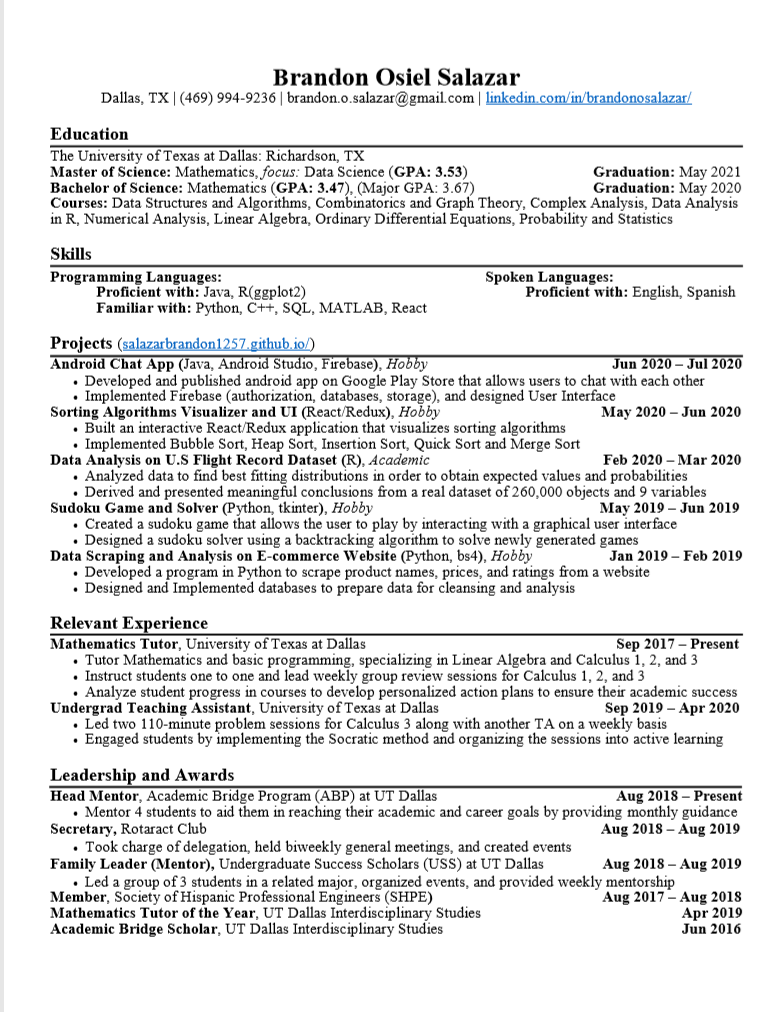 Brandon Osiel Salazar
Dallas, TX | (469) 994-9236 | brandon.o.salazar@gmail.com | linkedin.com/in/brandonosalazar/
Education
The University of Texas at Dallas: Richardson, TX
Master of Science: Mathematics, focus: Data Science (GPA: 3.53) Graduation: May 2021
Bachelor of Science: Mathematics (GPA: 3.47), (Major GPA: 3.67) Graduation: May 2020
Courses: Data Structures and Algorithms, Combinatorics and Graph Theory, Complex Analysis, Data Analysis
in R, Numerical Analysis, Linear Algebra, Ordinary Differential Equations, Probability and Statistics
Skills
Programming Languages: Spoken Languages:
Proficient with: Java, R(ggplot2) Proficient with: English, Spanish
Familiar with: Python, C++, SQL, MATLAB, React
Projects (salazarbrandon1257.github.io/)
Android Chat App (Java, Android Studio, Firebase), Hobby Jun 2020 – Jul 2020
• Developed and published android app on Google Play Store that allows users to chat with each other
• Implemented Firebase (authorization, databases, storage), and designed User Interface
Sorting Algorithms Visualizer and UI (React/Redux), Hobby May 2020 – Jun 2020
• Built an interactive React/Redux application that visualizes sorting algorithms
• Implemented Bubble Sort, Heap Sort, Insertion Sort, Quick Sort and Merge Sort
Data Analysis on U.S Flight Record Dataset (R), Academic Feb 2020 – Mar 2020
• Analyzed data to find best fitting distributions in order to obtain expected values and probabilities
• Derived and presented meaningful conclusions from a real dataset of 260,000 objects and 9 variables
Sudoku Game and Solver (Python, tkinter), Hobby May 2019 – Jun 2019
• Created a sudoku game that allows the user to play by interacting with a graphical user interface
• Designed a sudoku solver using a backtracking algorithm to solve newly generated games
Data Scraping and Analysis on E-commerce Website (Python, bs4), Hobby Jan 2019 – Feb 2019
• Developed a program in Python to scrape product names, prices, and ratings from a website
• Designed and Implemented databases to prepare data for cleansing and analysis
Relevant Experience
Mathematics Tutor, University of Texas at Dallas Sep 2017 – Present
• Tutor Mathematics and basic programming, specializing in Linear Algebra and Calculus 1, 2, and 3
• Instruct students one to one and lead weekly group review sessions for Calculus 1, 2, and 3
• Analyze student progress in courses to develop personalized action plans to ensure their academic success
Undergrad Teaching Assistant, University of Texas at Dallas Sep 2019 – Apr 2020
• Led two 110-minute problem sessions for Calculus 3 along with another TA on a weekly basis
• Engaged students by implementing the Socratic method and organizing the sessions into active learning
Leadership and Awards
Head Mentor, Academic Bridge Program (ABP) at UT Dallas Aug 2018 – Present
• Mentor 4 students to aid them in reaching their academic and career goals by providing monthly guidance
Secretary, Rotaract Club Aug 2018 – Aug 2019
• Took charge of delegation, held biweekly general meetings, and created events
Family Leader (Mentor), Undergraduate Success Scholars (USS) at UT Dallas Aug 2018 – Aug 2019
• Led a group of 3 students in a related major, organized events, and provided weekly mentorship
Member, Society of Hispanic Professional Engineers (SHPE) Aug 2017 – Aug 2018
Mathematics Tutor of the Year, UT Dallas Interdisciplinary Studies Apr 2019
Academic Bridge Scholar, UT Dallas Interdisciplinary Studies Jun 2016